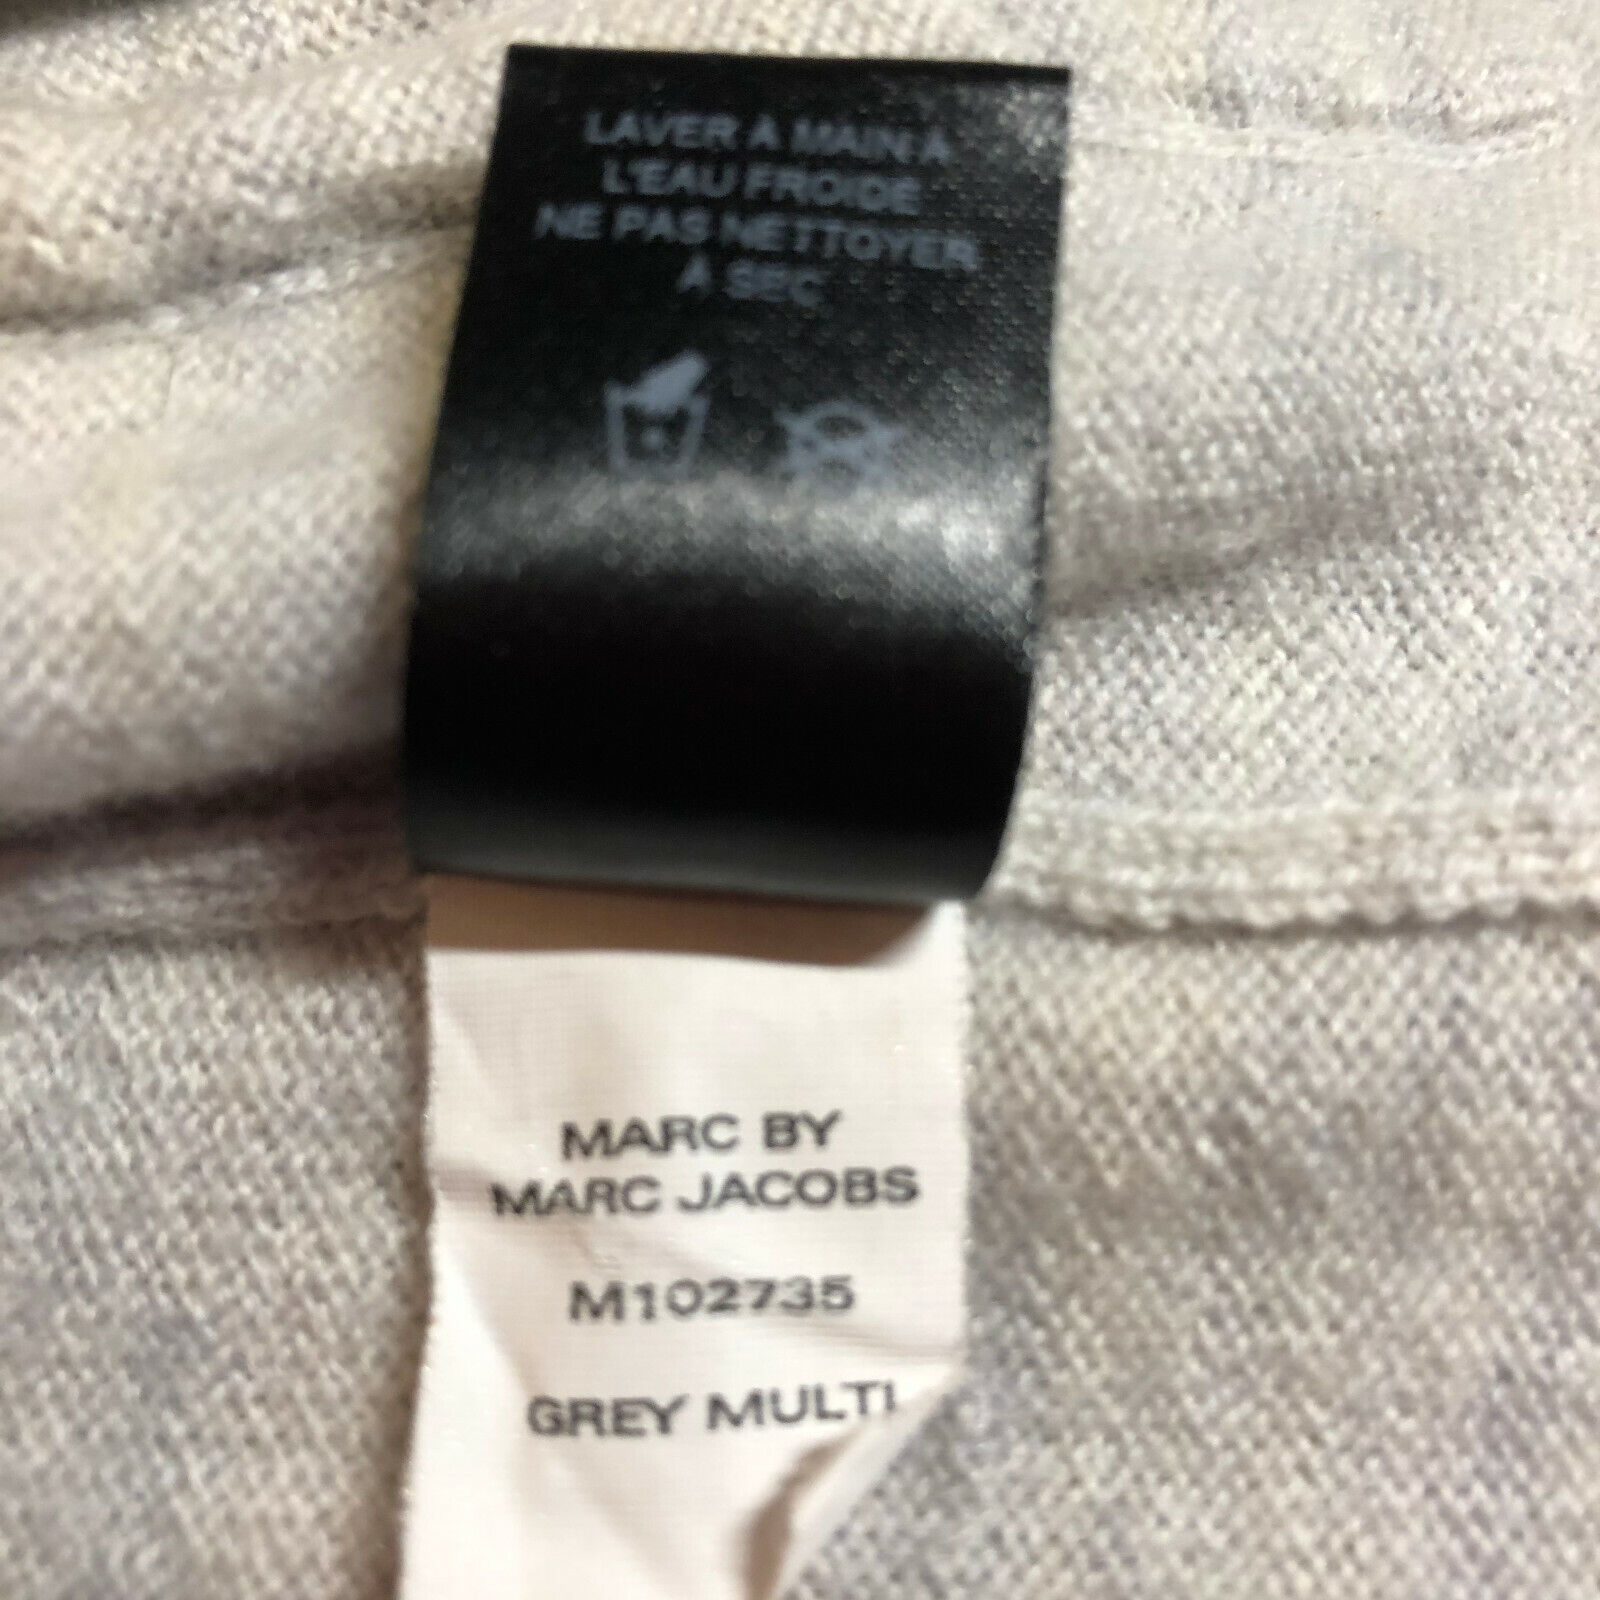 LAVER À MAIN À
L'EAU FROIDE
NE PAS NETTOYER
À SEC
MARC BY
MARC JACOBS
M102735
GREY MULTI